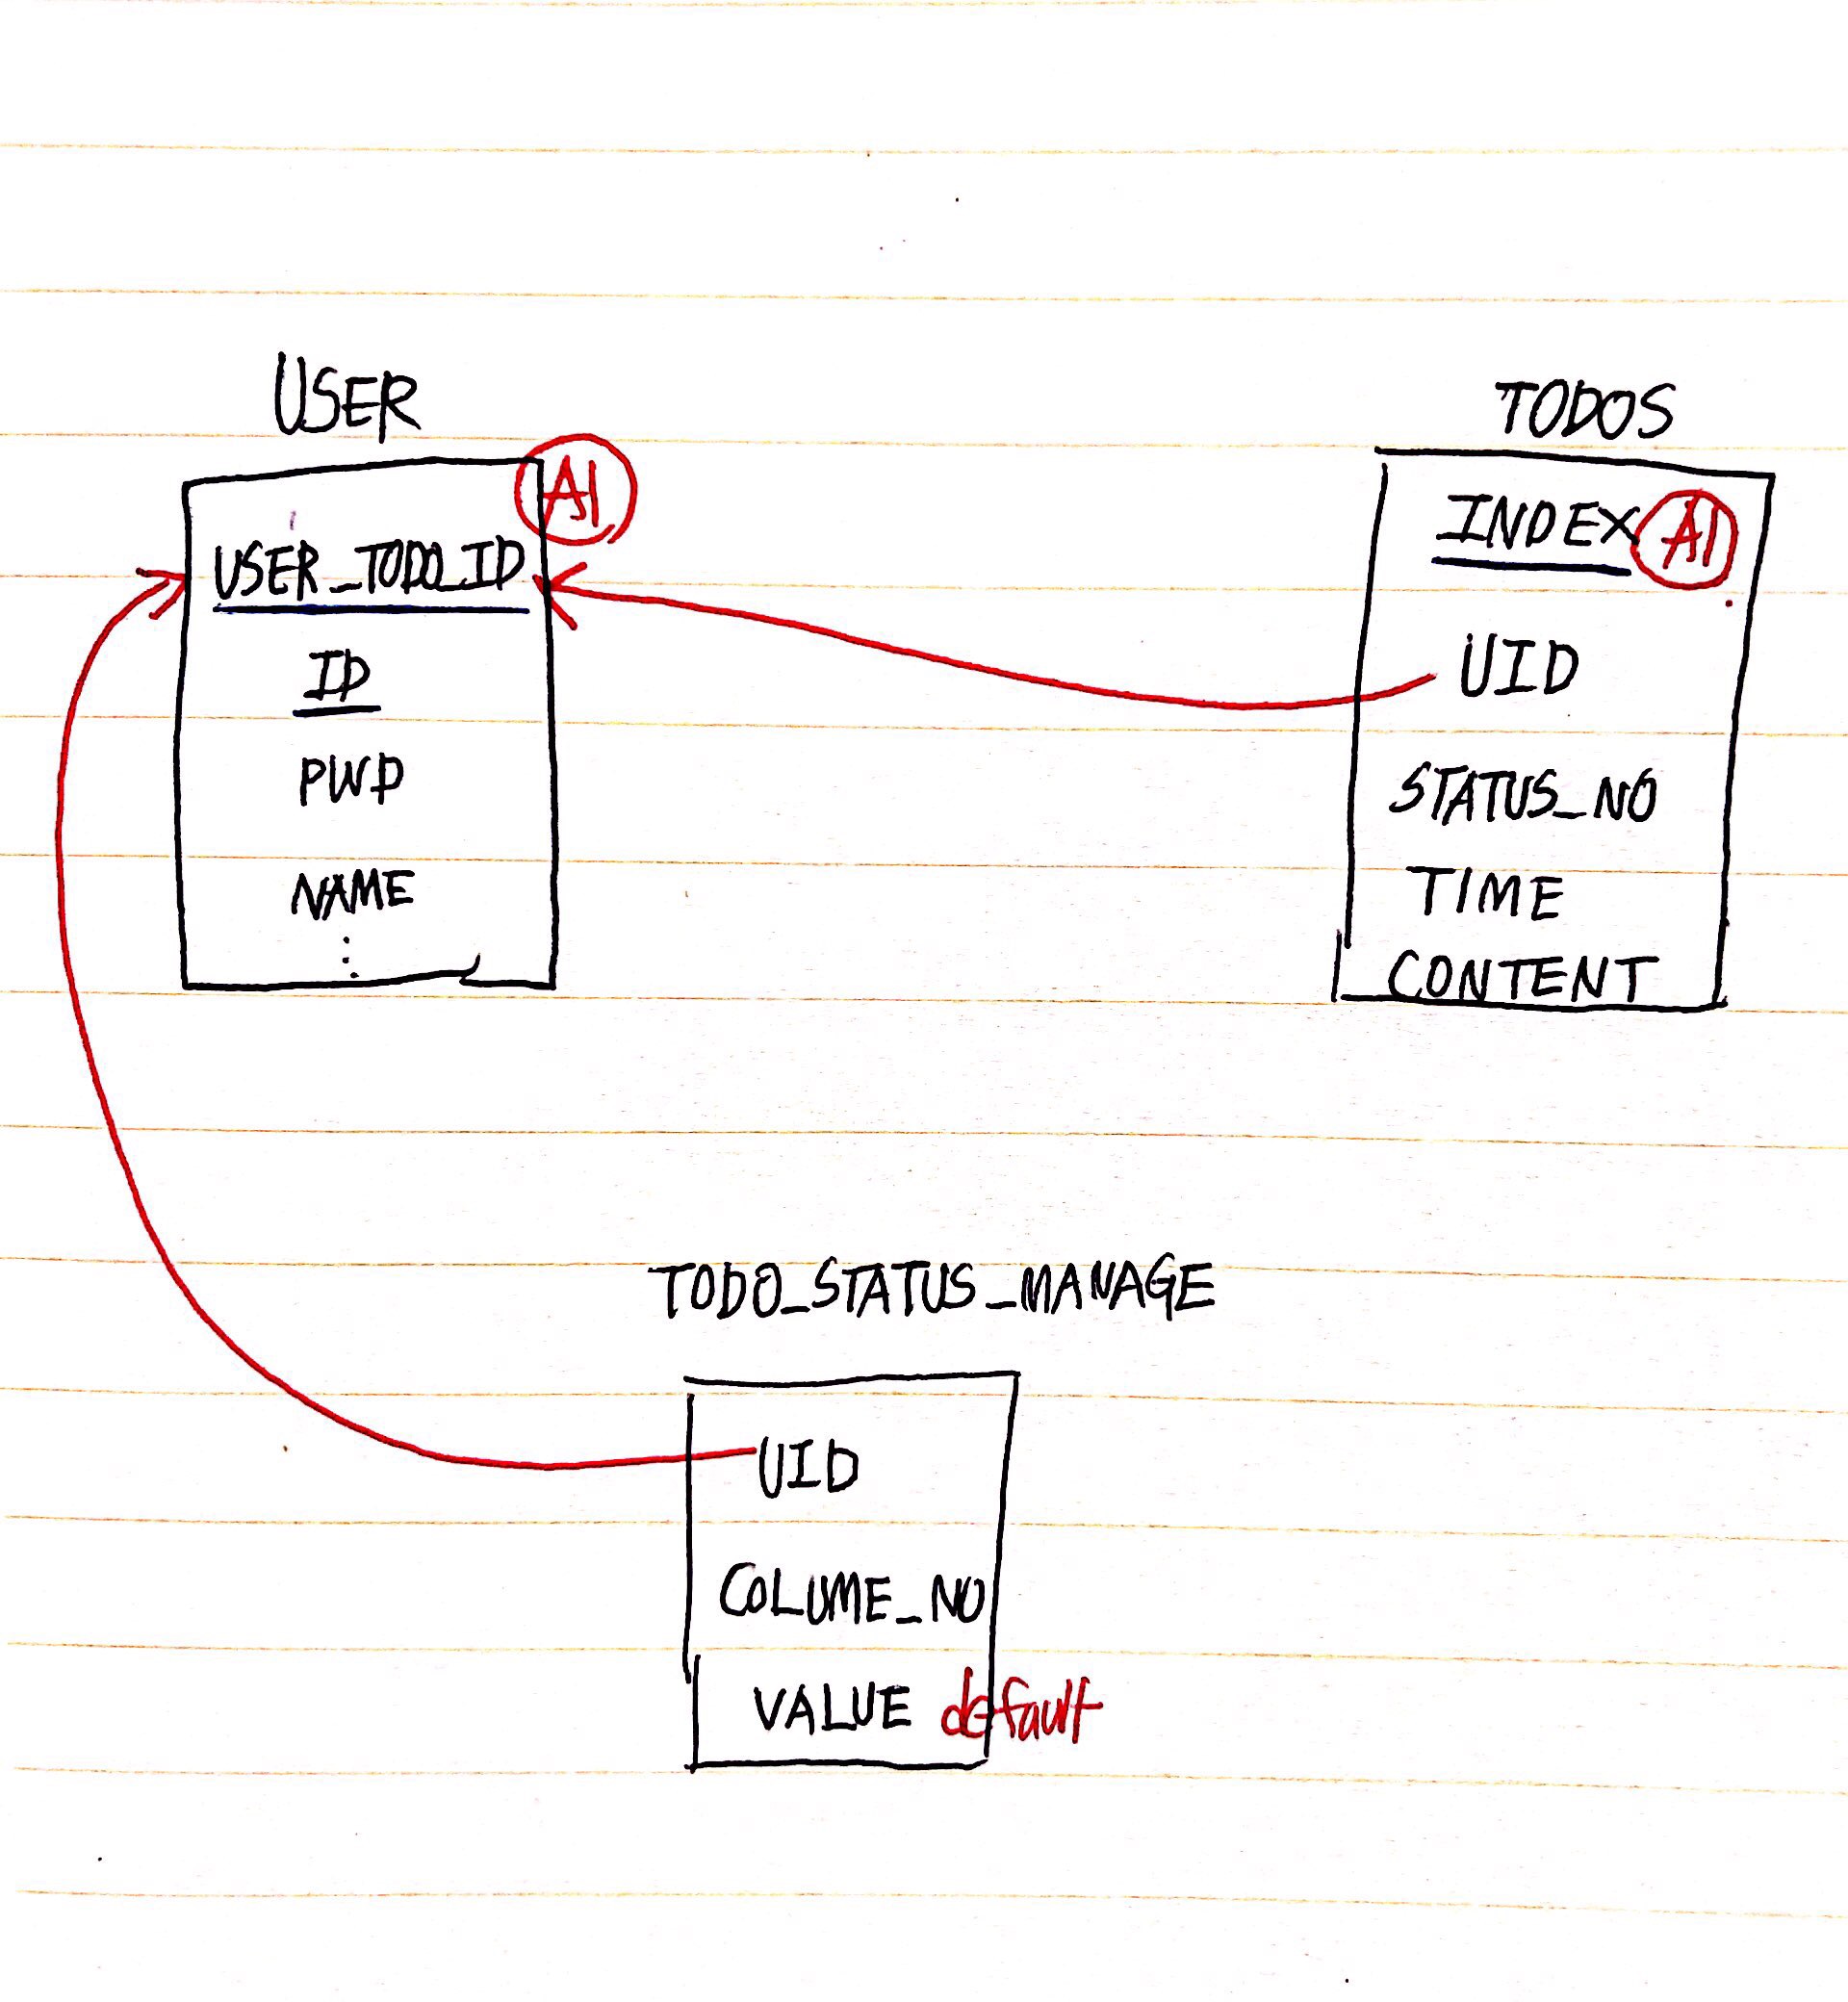 USER
AI
USER_TODO_ID
ID
PWD
NAME
:
TODOS
INDEX AI
UID
STATUS_NO
TIME
CONTENT
TODO_STATUS_MANAGE
UID
COLUME_NO
VALUE default